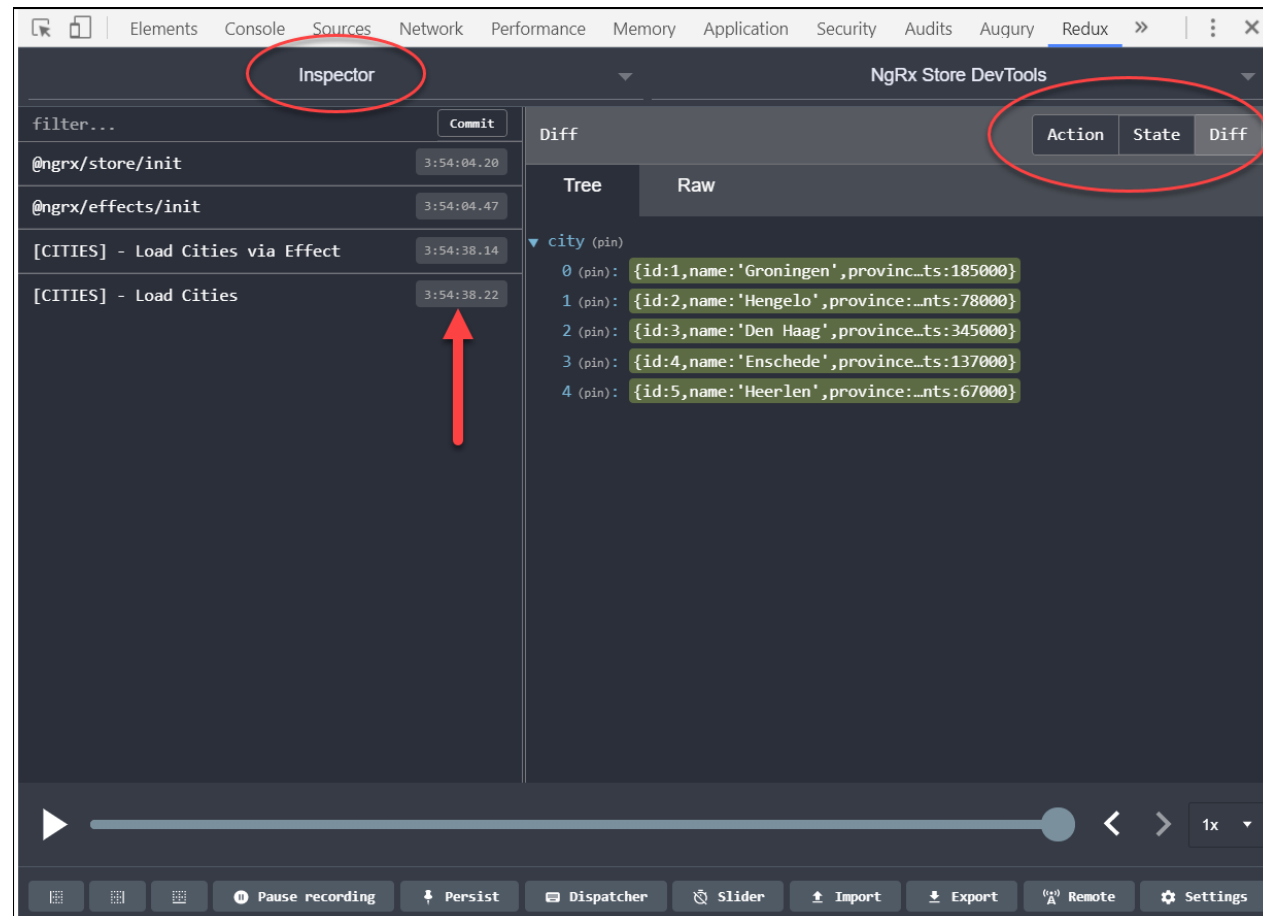 Elements Console Sources Network Performance Memory Application Security Audits Augury Redux »
Inspector NgRx Store DevTools
filter... Commit
Diff Action State Diff
@ngrx/store/init 3:54:04.20
Tree Raw
@ngrx/effects/init 3:54:04.47
[CITIES] - Load Cities via Effect 3:54:38.14
[CITIES] - Load Cities 3:54:38.22
city (pin)
0 (pin): {id:1,name:'Groningen',provinc…ts:185000}
1 (pin): {id:2,name:'Hengelo',province:…nts:78000}
2 (pin): {id:3,name:'Den Haag',province…ts:345000}
3 (pin): {id:4,name:'Enschede',provinc…ts:137000}
4 (pin): {id:5,name:'Heerlen',province:…nts:67000}
1x
Pause recording Persist Dispatcher Slider Import Export Remote Settings